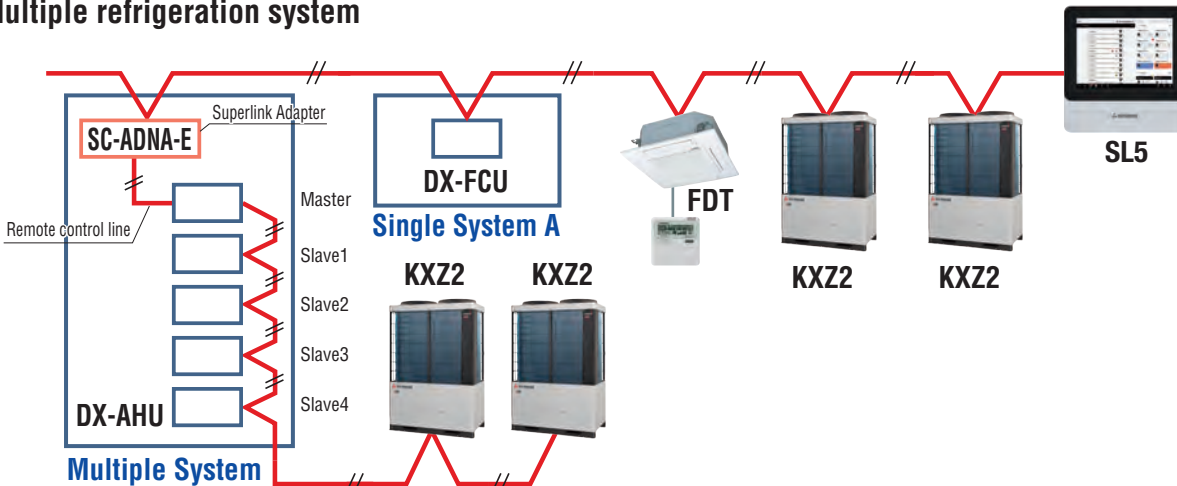 Multiple refrigeration system
Superlink Adapter
SC-ADNA-E
Remote control line
Master
Slave1
Slave2
Slave3
Slave4
DX-AHU
Multiple System
DX-FCU
Single System A
FDT
KXZ2
KXZ2
KXZ2
KXZ2
SL5